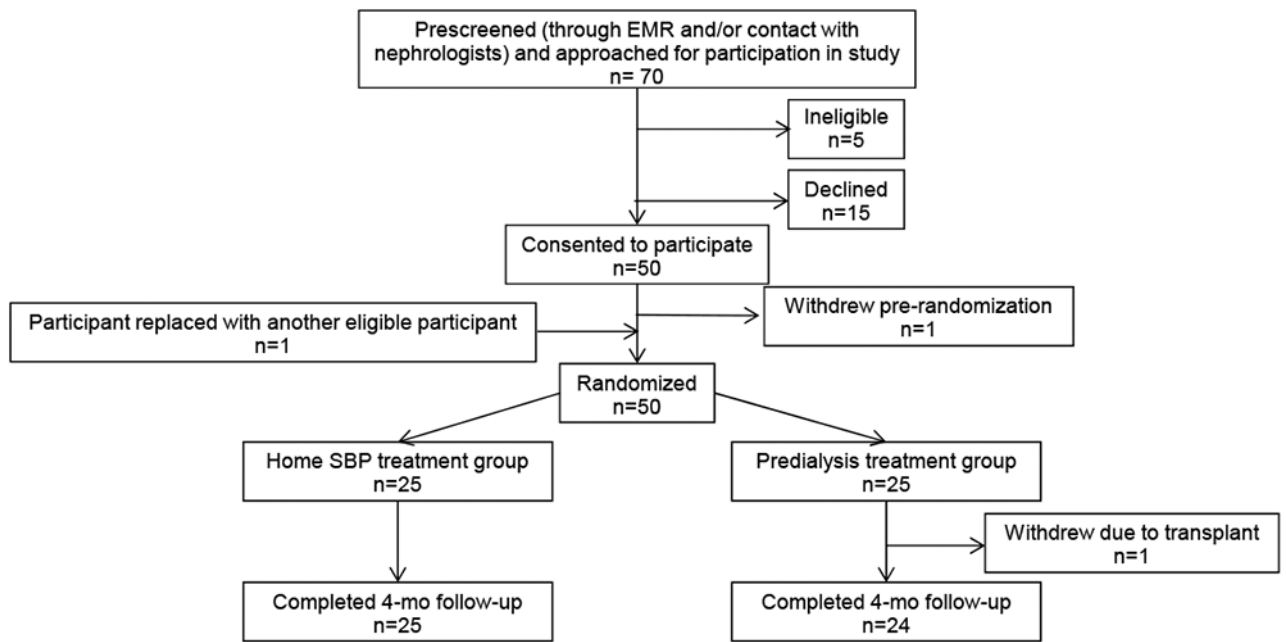 Prescreened (through EMR and/or contact with
nephrologists) and approached for participation in study
n= 70
Ineligible
n=5
Declined
n=15
Consented to participate
n=50
Withdrew pre-randomization
n=1
Participant replaced with another eligible participant
n=1
Randomized
n=50
Home SBP treatment group
n=25
Predialysis treatment group
n=25
Withdrew due to transplant
n=1
Completed 4-mo follow-up
n=25
Completed 4-mo follow-up
n=24